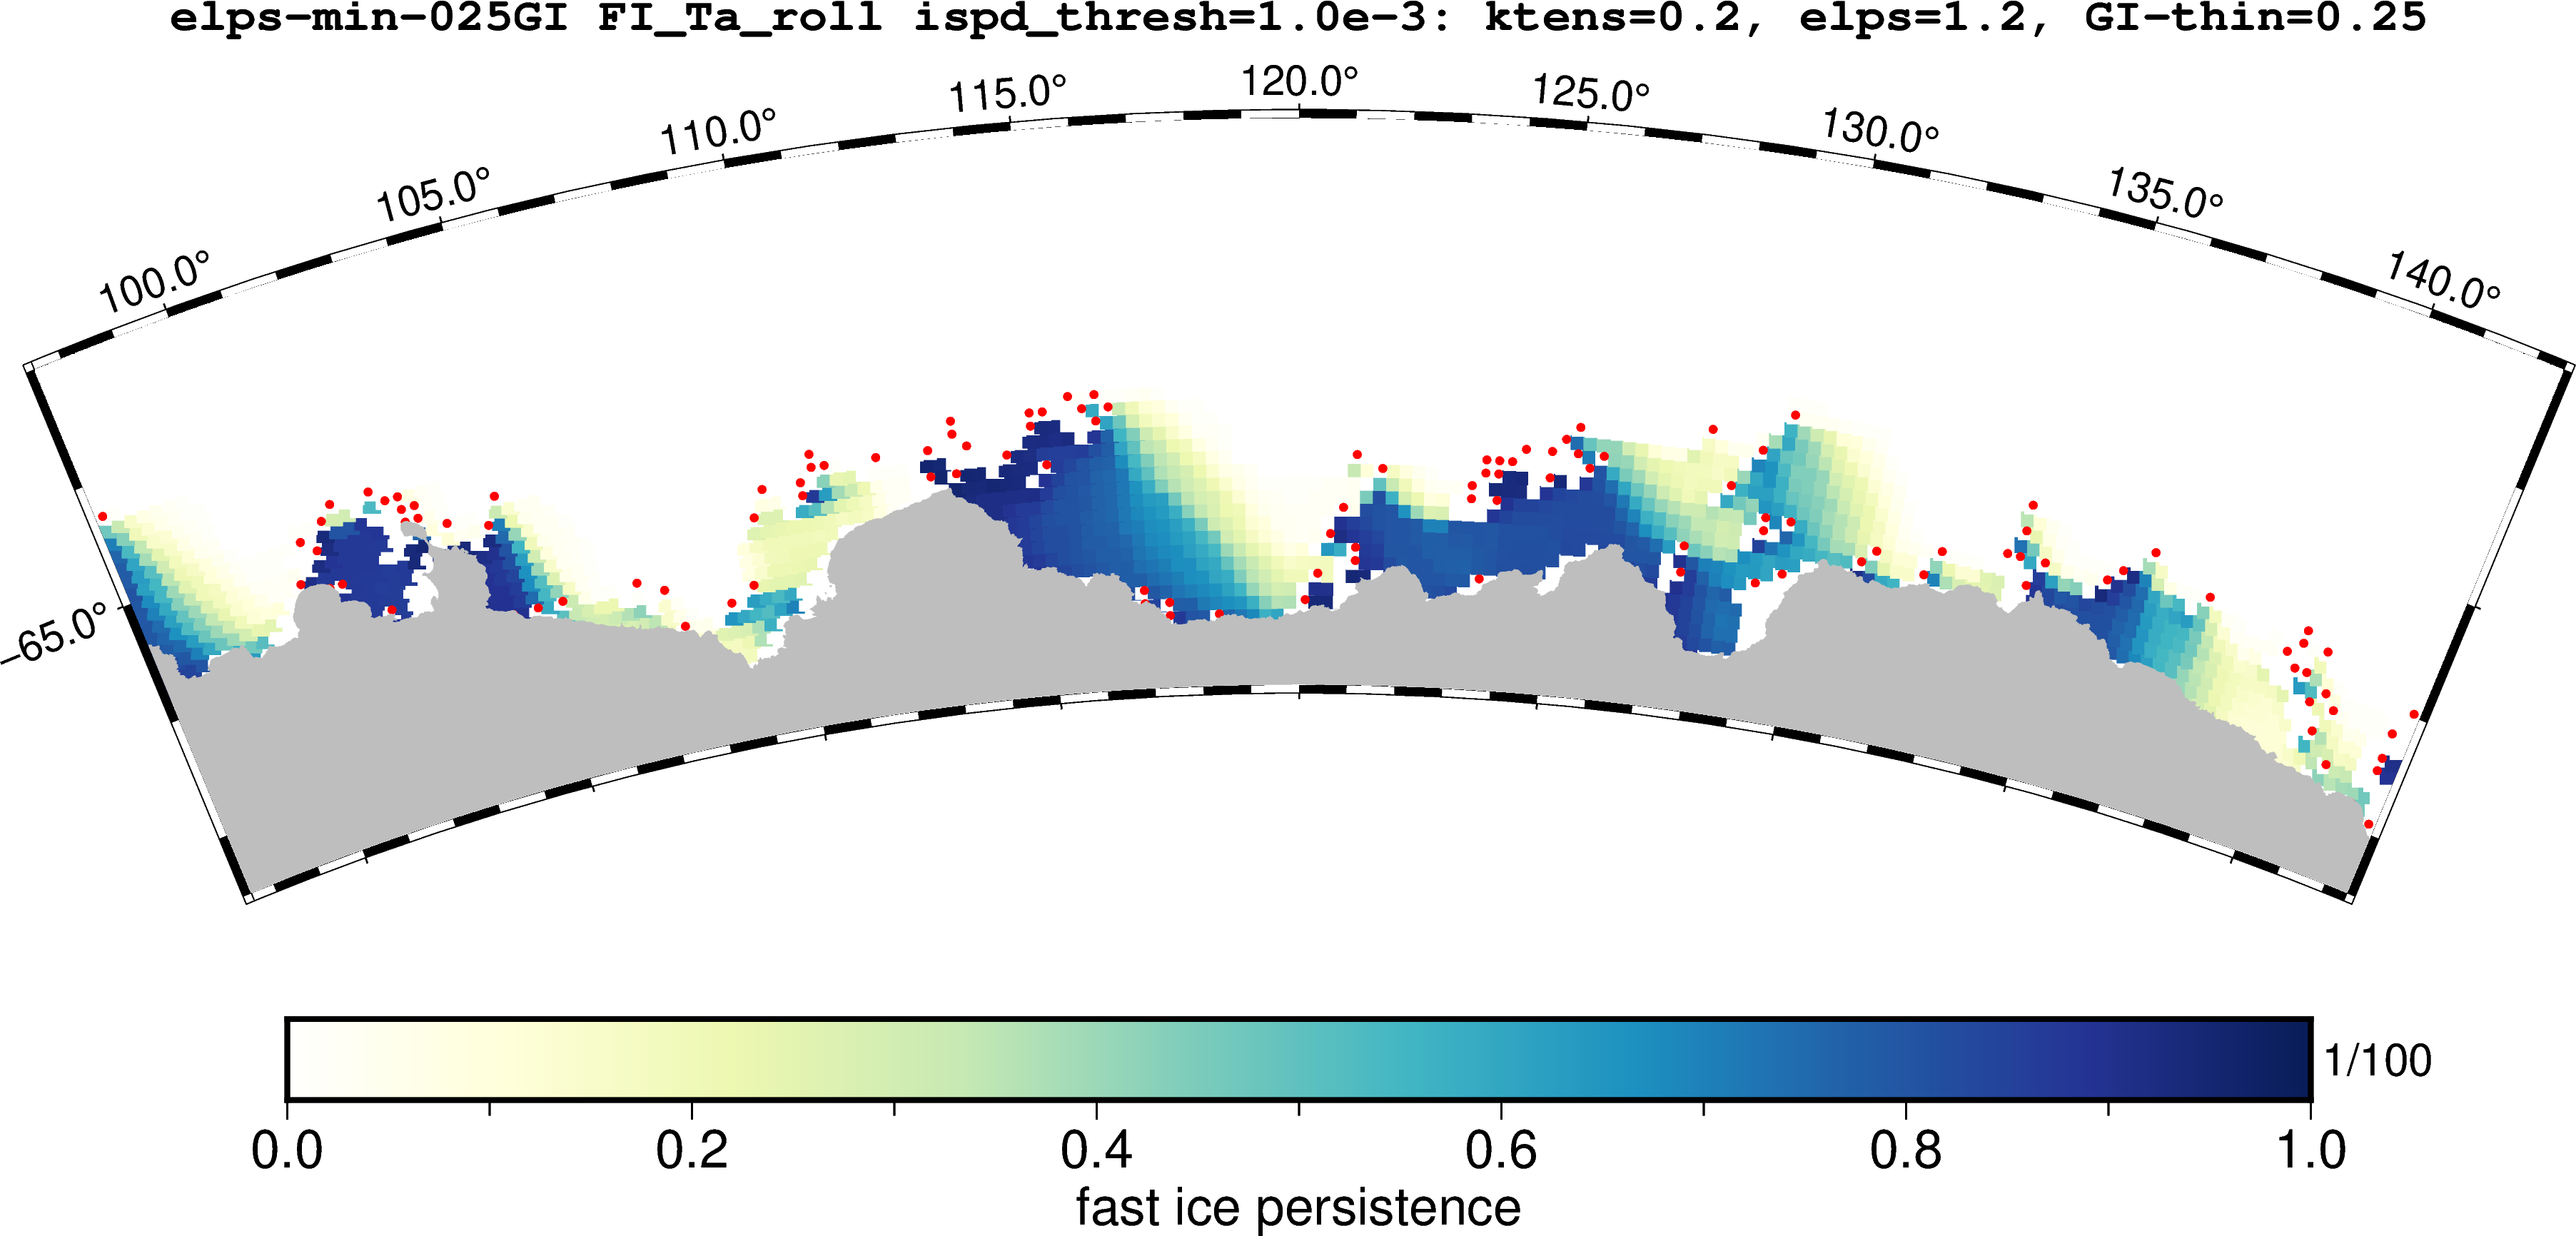 elps-min-025GI FI_Ta_roll ispd_thresh=1.0e-3: ktens=0.2, elps=1.2, GI-thin=0.25
100.0° 105.0° 110.0° 115.0° 120.0° 125.0° 130.0° 135.0° 140.0°
-65.0°
1/100
0.0 0.2 0.4 0.6 0.8 1.0
fast ice persistence